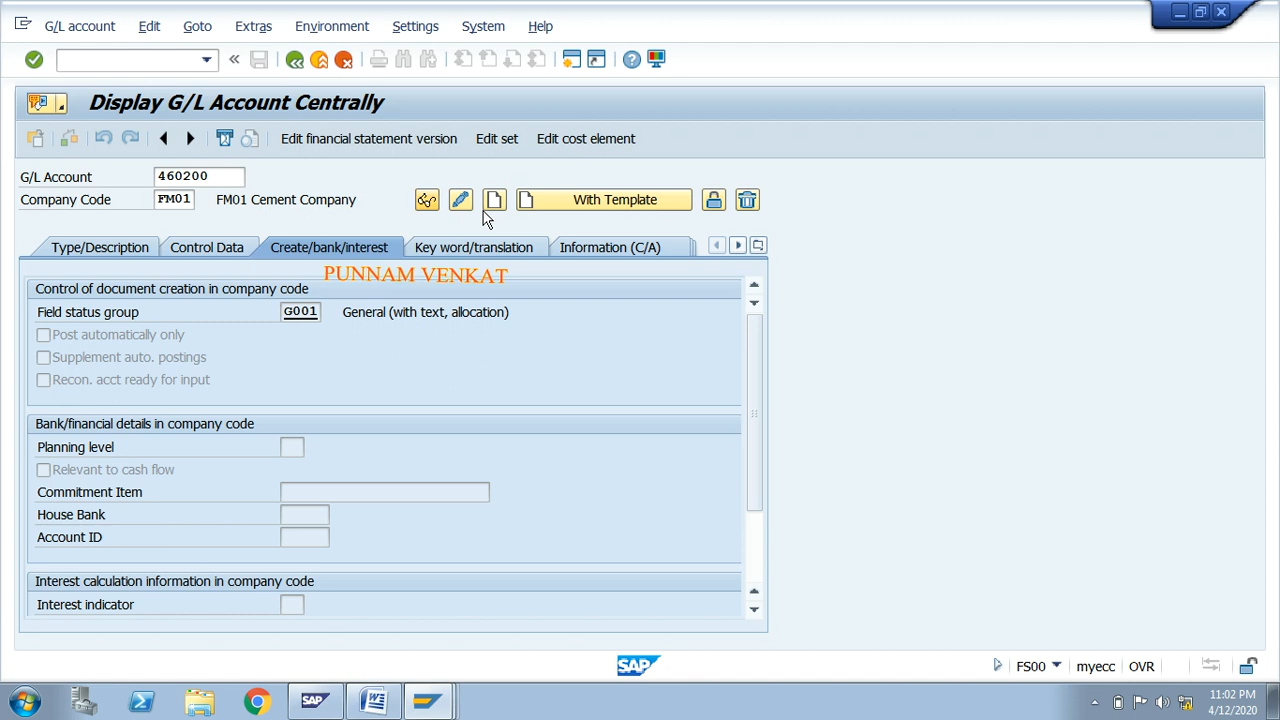 G/L account Edit Goto Extras Environment Settings System Help
Display G/L Account Centrally
Edit financial statement version Edit set Edit cost element
G/L Account 460200
Company Code FM01 FM01 Cement Company With Template
Type/Description Control Data Create/bank/interest Key word/translation Information (C/A)
PUNNAM VENKAT
Control of document creation in company code
Field status group G001 General (with text, allocation)
Post automatically only
Supplement auto. postings
Recon. acct ready for input
Bank/financial details in company code
Planning level
Relevant to cash flow
Commitment Item
House Bank
Account ID
Interest calculation information in company code
Interest indicator
SAP FS00 myecc OVR
SAP 11:02 PM
4/12/2020